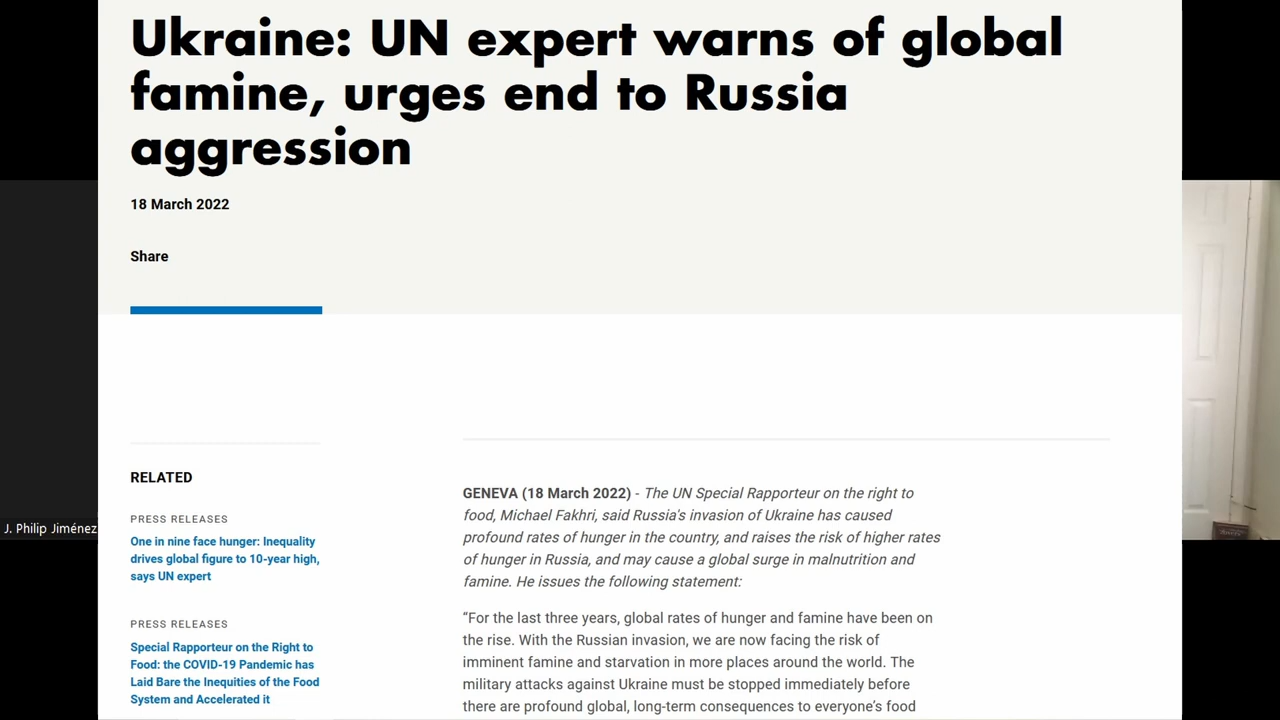 Ukraine: UN expert warns of global
famine, urges end to Russia
aggression
18 March 2022
Share
RELATED
PRESS RELEASES
One in nine face hunger: Inequality
drives global figure to 10-year high,
says UN expert
PRESS RELEASES
Special Rapporteur on the Right to
Food: the COVID-19 Pandemic has
Laid Bare the Inequities of the Food
System and Accelerated it
GENEVA (18 March 2022) - The UN Special Rapporteur on the right to
food, Michael Fakhri, said Russia's invasion of Ukraine has caused
profound rates of hunger in the country, and raises the risk of higher rates
of hunger in Russia, and may cause a global surge in malnutrition and
famine. He issues the following statement:
“For the last three years, global rates of hunger and famine have been on
the rise. With the Russian invasion, we are now facing the risk of
imminent famine and starvation in more places around the world. The
military attacks against Ukraine must be stopped immediately before
there are profound global, long-term consequences to everyone’s food
J. Philip Jiménez